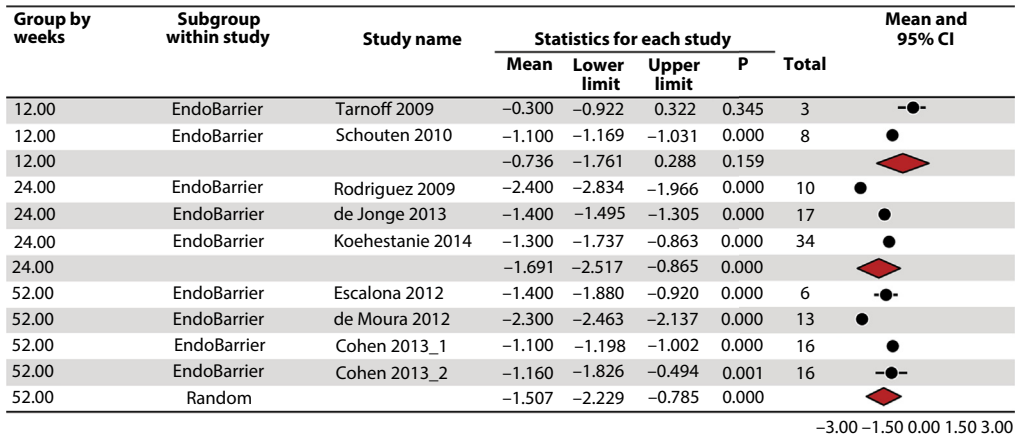 Group by weeks Subgroup within study Study name Statistics for each study Mean and 95% CI
Mean Lower limit Upper limit P Total
12.00 EndoBarrier Tarnoff 2009 −0.300 −0.922 0.322 0.345 3
12.00 EndoBarrier Schouten 2010 −1.100 −1.169 −1.031 0.000 8
12.00 −0.736 −1.761 0.288 0.159
24.00 EndoBarrier Rodriguez 2009 −2.400 −2.834 −1.966 0.000 10
24.00 EndoBarrier de Jonge 2013 −1.400 −1.495 −1.305 0.000 17
24.00 EndoBarrier Koehestanie 2014 −1.300 −1.737 −0.863 0.000 34
24.00 −1.691 −2.517 −0.865 0.000
52.00 EndoBarrier Escalona 2012 −1.400 −1.880 −0.920 0.000 6
52.00 EndoBarrier de Moura 2012 −2.300 −2.463 −2.137 0.000 13
52.00 EndoBarrier Cohen 2013_1 −1.100 −1.198 −1.002 0.000 16
52.00 EndoBarrier Cohen 2013_2 −1.160 −1.826 −0.494 0.001 16
52.00 Random −1.507 −2.229 −0.785 0.000
−3.00 −1.50 0.00 1.50 3.00